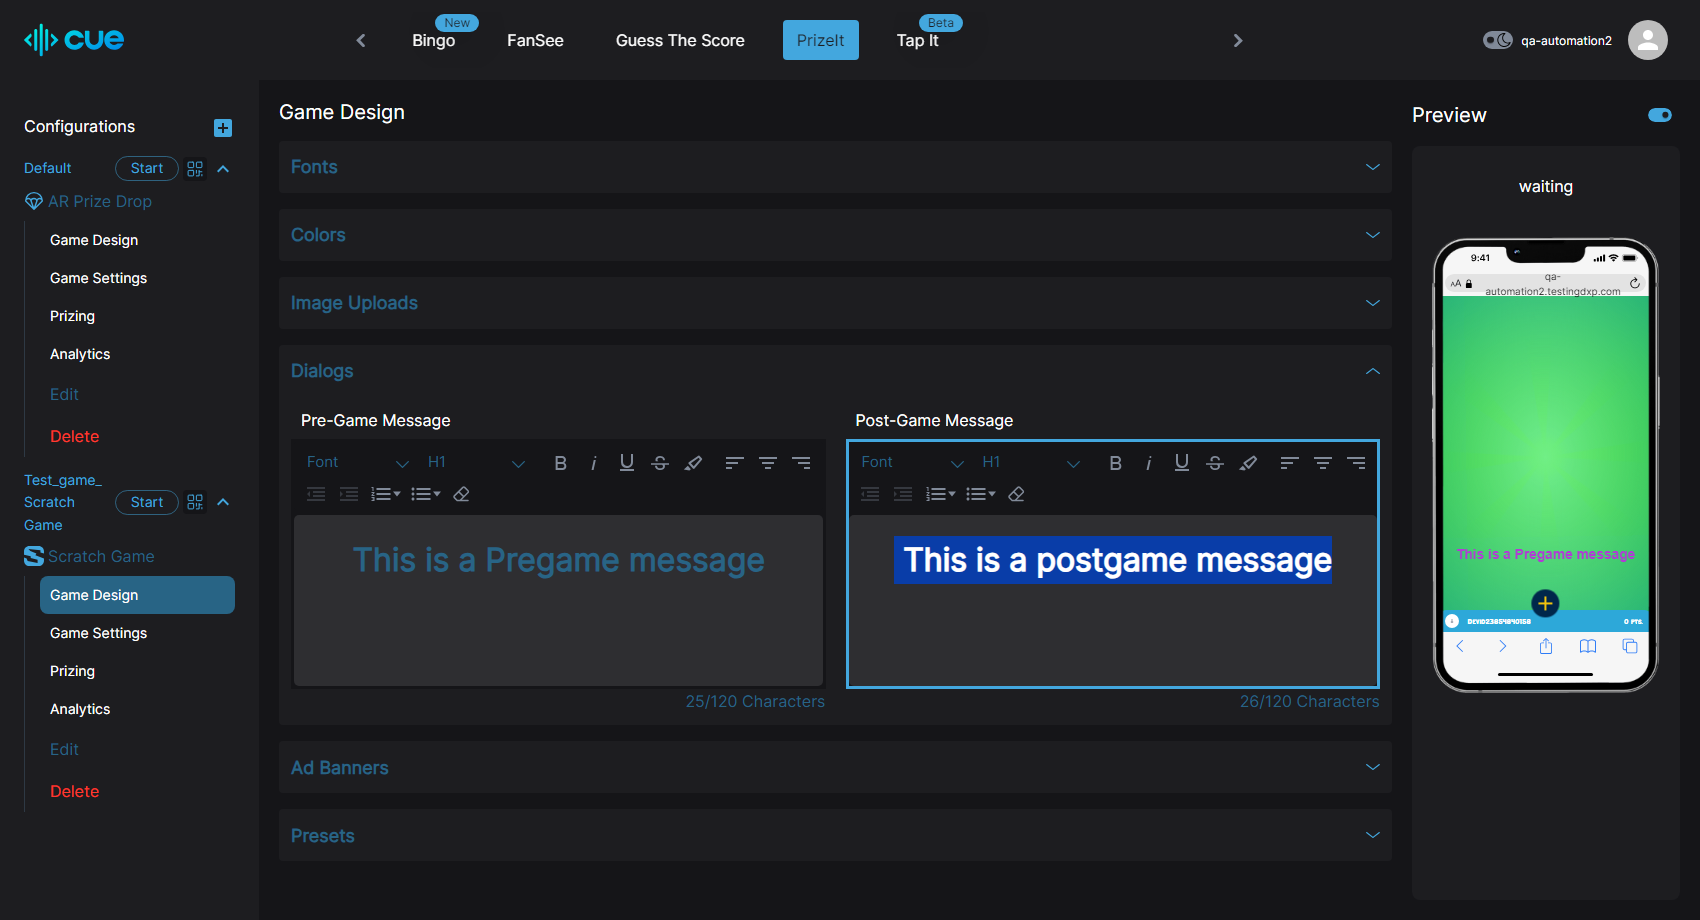 cue
Bingo
New
FanSee
Guess The Score
PrizeIt
Tap It
Beta
qa-automation2
Configurations
Default
Start
AR Prize Drop
Game Design
Game Settings
Prizing
Analytics
Edit
Delete
Test_game_
Scratch
Game
Start
Scratch Game
Game Design
Game Settings
Prizing
Analytics
Edit
Delete
Game Design
Fonts
Colors
Image Uploads
Dialogs
Pre-Game Message
Font H1 B i U S
This is a Pregame message
25/120 Characters
Post-Game Message
Font H1 B i U S
This is a postgame message
26/120 Characters
Ad Banners
Presets
Preview
waiting
9:41
AA
qa-
automation2.testingdxp.com
This is a Pregame message
0 PTS.